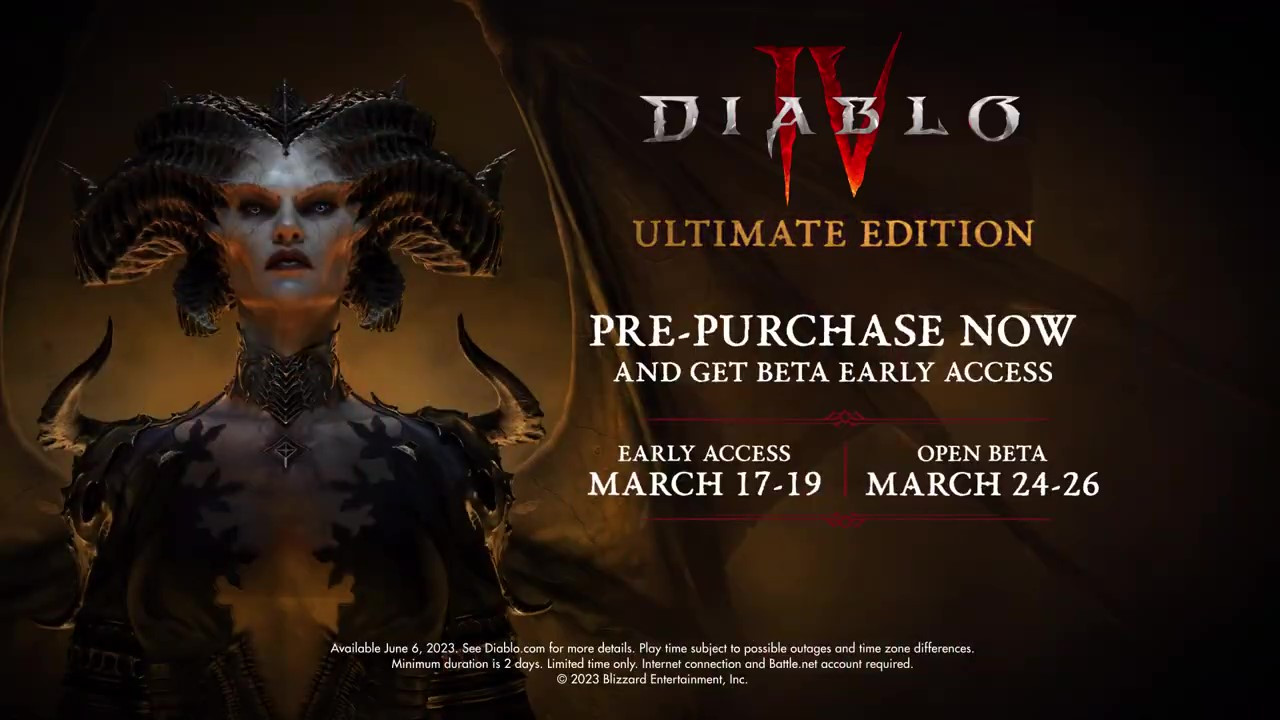 DIABLO IV
ULTIMATE EDITION
PRE-PURCHASE NOW
AND GET BETA EARLY ACCESS
EARLY ACCESS
MARCH 17-19
OPEN BETA
MARCH 24-26
Available June 6, 2023. See Diablo.com for more details. Play time subject to possible outages and time zone differences.
Minimum duration is 2 days. Limited time only. Internet connection and Battle.net account required.
© 2023 Blizzard Entertainment, Inc.